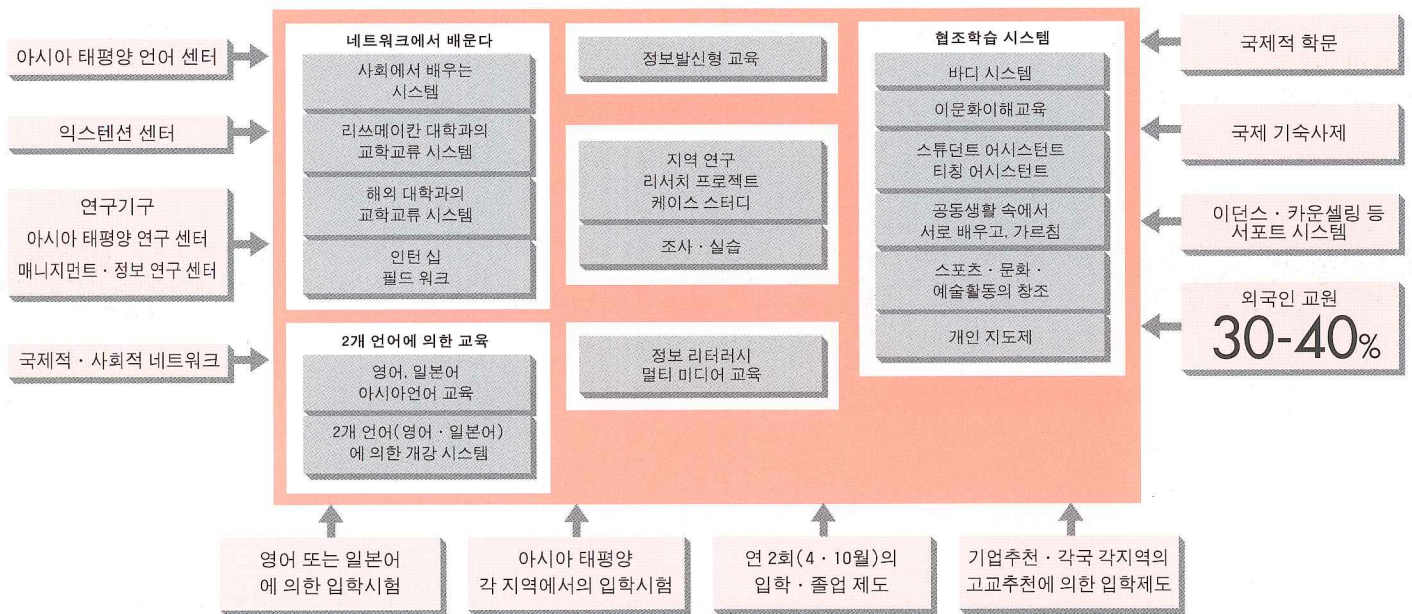 아시아 태평양 언어 센터
익스텐션 센터
연구기구
아시아 태평양 연구 센터
매니지먼트 · 정보 연구 센터
국제적 · 사회적 네트워크
네트워크에서 배운다
사회에서 배우는
시스템
리쓰메이칸 대학과의
교학교류 시스템
해외 대학과의
교학교류 시스템
인턴 십
필드 워크
2개 언어에 의한 교육
영어, 일본어
아시아언어 교육
2개 언어(영어 · 일본어)
에 의한 개강 시스템
정보발신형 교육
지역 연구
리서치 프로젝트
케이스 스터디
조사 · 실습
정보 리터러시
멀티 미디어 교육
협조학습 시스템
바디 시스템
이문화이해교육
스튜던트 어시스턴트
티칭 어시스턴트
공동생활 속에서
서로 배우고, 가르침
스포츠 · 문화 ·
예술활동의 창조
개인 지도제
국제적 학문
국제 기숙사제
이던스 · 카운셀링 등
서포트 시스템
외국인 교원
30-40%
영어 또는 일본어
에 의한 입학시험
아시아 태평양
각 지역에서의 입학시험
연 2회(4 · 10월)의
입학 · 졸업 제도
기업추천 · 각국 각지역의
고교추천에 의한 입학제도